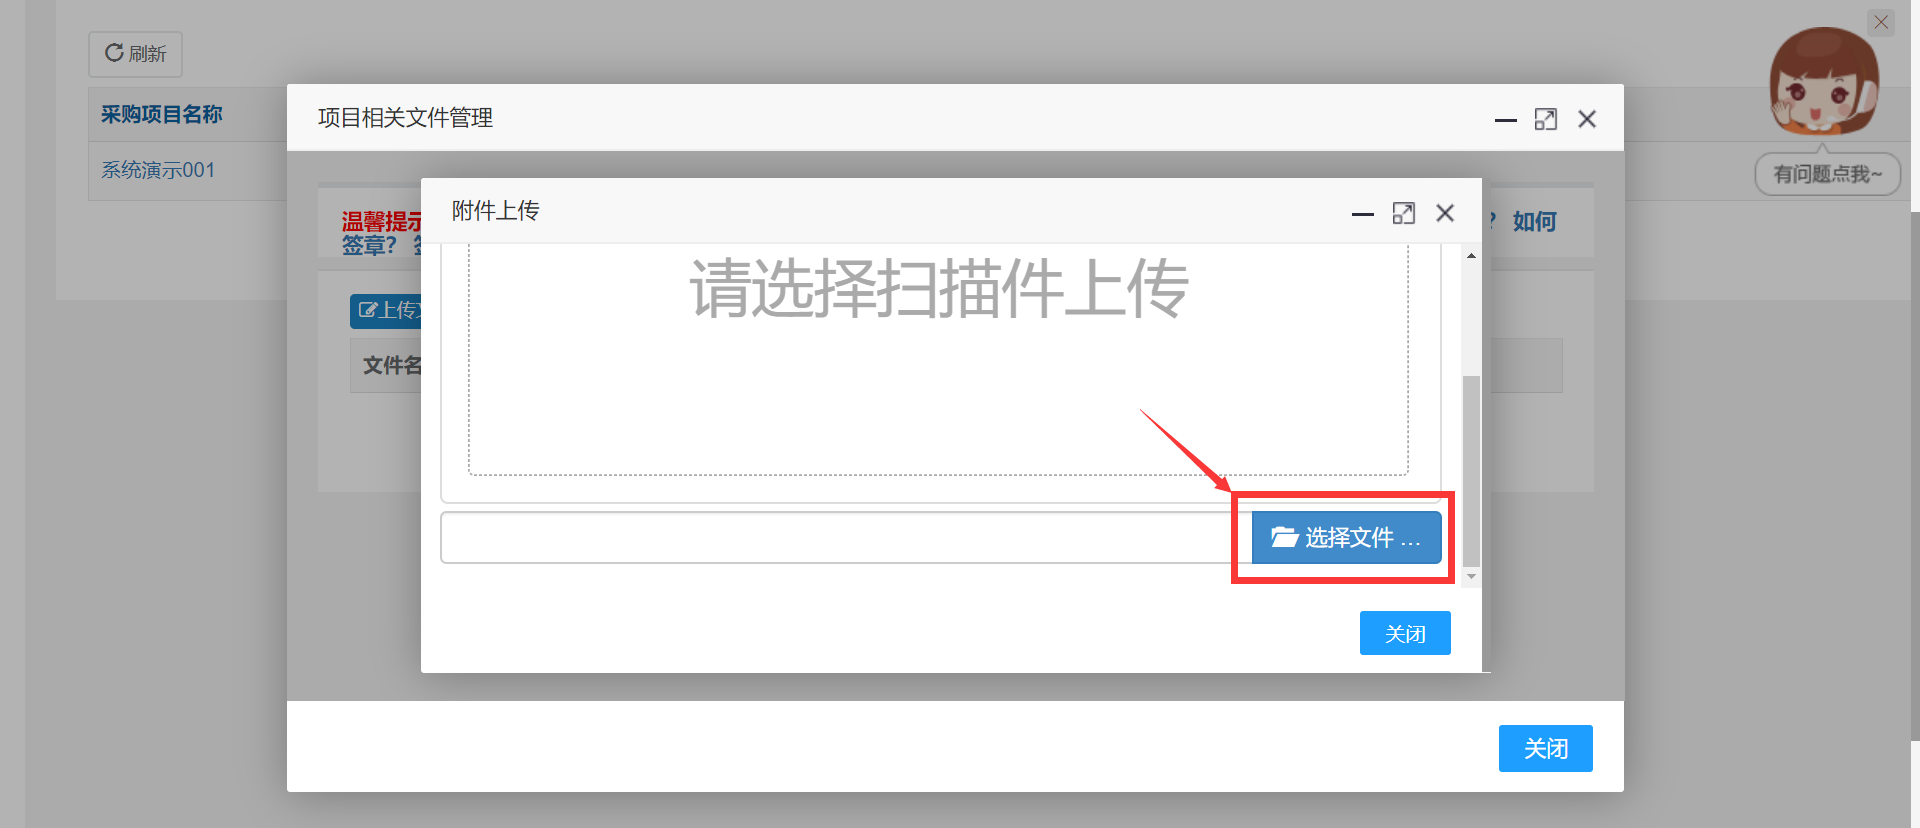 刷新
采购项目名称
系统演示001
有问题点我~
项目相关文件管理
温馨提示
? 如何
签章?
上传
文件名
附件上传
请选择扫描件上传
选择文件 ...
关闭
关闭